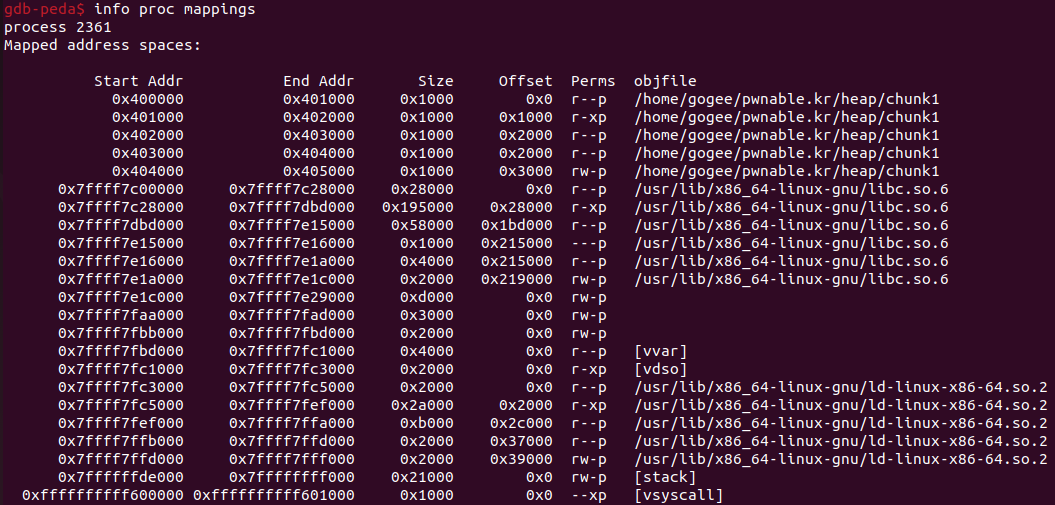 gdb-peda$ info proc mappings
process 2361
Mapped address spaces:
Start Addr End Addr Size Offset Perms objfile
0x400000 0x401000 0x1000 0x0 r--p /home/gogee/pwnable.kr/heap/chunk1
0x401000 0x402000 0x1000 0x1000 r-xp /home/gogee/pwnable.kr/heap/chunk1
0x402000 0x403000 0x1000 0x2000 r--p /home/gogee/pwnable.kr/heap/chunk1
0x403000 0x404000 0x1000 0x2000 r--p /home/gogee/pwnable.kr/heap/chunk1
0x404000 0x405000 0x1000 0x3000 rw-p /home/gogee/pwnable.kr/heap/chunk1
0x7ffff7c00000 0x7ffff7c28000 0x28000 0x0 r--p /usr/lib/x86_64-linux-gnu/libc.so.6
0x7ffff7c28000 0x7ffff7dbd000 0x195000 0x28000 r-xp /usr/lib/x86_64-linux-gnu/libc.so.6
0x7ffff7dbd000 0x7ffff7e15000 0x58000 0x1bd000 r--p /usr/lib/x86_64-linux-gnu/libc.so.6
0x7ffff7e15000 0x7ffff7e16000 0x1000 0x215000 ---p /usr/lib/x86_64-linux-gnu/libc.so.6
0x7ffff7e16000 0x7ffff7e1a000 0x4000 0x215000 r--p /usr/lib/x86_64-linux-gnu/libc.so.6
0x7ffff7e1a000 0x7ffff7e1c000 0x2000 0x219000 rw-p /usr/lib/x86_64-linux-gnu/libc.so.6
0x7ffff7e1c000 0x7ffff7e29000 0xd000 0x0 rw-p
0x7ffff7faa000 0x7ffff7fad000 0x3000 0x0 rw-p
0x7ffff7fbb000 0x7ffff7fbd000 0x2000 0x0 rw-p
0x7ffff7fbd000 0x7ffff7fc1000 0x4000 0x0 r--p [vvar]
0x7ffff7fc1000 0x7ffff7fc3000 0x2000 0x0 r-xp [vdso]
0x7ffff7fc3000 0x7ffff7fc5000 0x2000 0x0 r--p /usr/lib/x86_64-linux-gnu/ld-linux-x86-64.so.2
0x7ffff7fc5000 0x7ffff7fef000 0x2a000 0x2000 r-xp /usr/lib/x86_64-linux-gnu/ld-linux-x86-64.so.2
0x7ffff7fef000 0x7ffff7ffa000 0xb000 0x2c000 r--p /usr/lib/x86_64-linux-gnu/ld-linux-x86-64.so.2
0x7ffff7ffb000 0x7ffff7ffd000 0x2000 0x37000 r--p /usr/lib/x86_64-linux-gnu/ld-linux-x86-64.so.2
0x7ffff7ffd000 0x7ffff7fff000 0x2000 0x39000 rw-p /usr/lib/x86_64-linux-gnu/ld-linux-x86-64.so.2
0x7ffffffde000 0x7ffffffff000 0x21000 0x0 rw-p [stack]
0xffffffffff600000 0xffffffffff601000 0x1000 0x0 --xp [vsyscall]